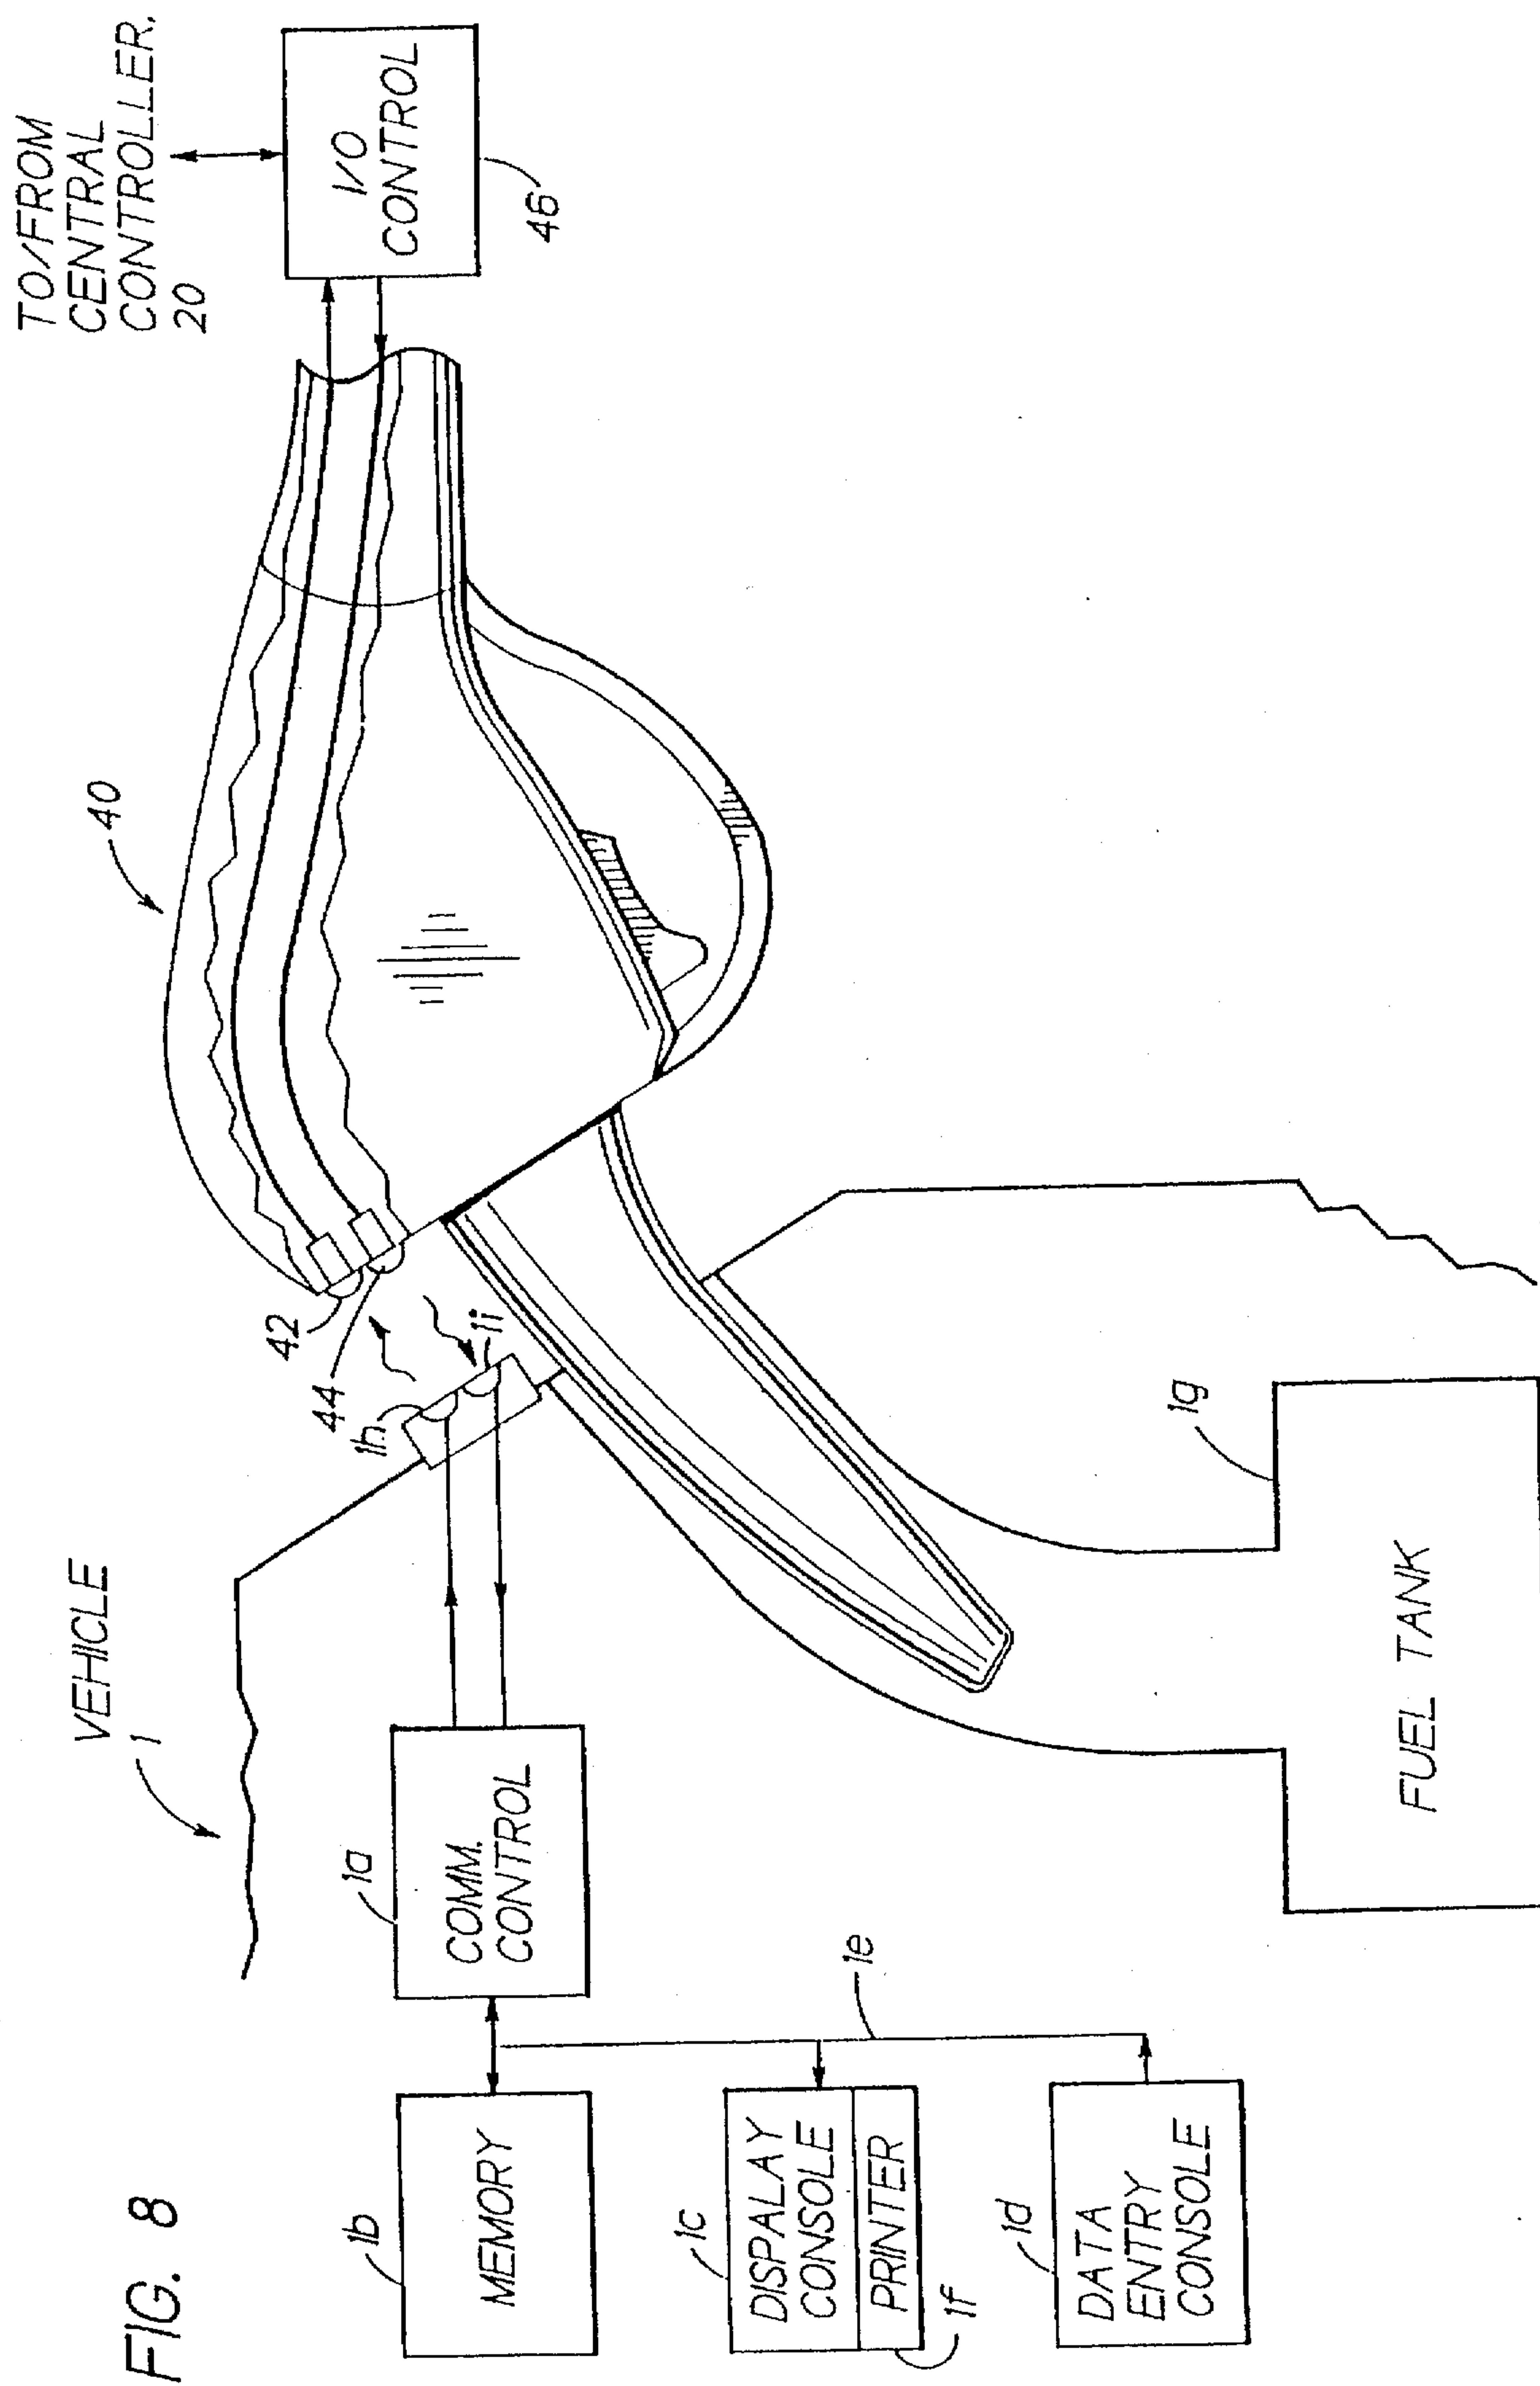 FIG. 8
VEHICLE
1
TO/FROM
CENTRAL
CONTROLLER,
20
40
42
44
1h
1i
I/O
CONTROL
46
1a
COMM.
CONTROL
1b
MEMORY
1e
1c
DISPALAY
CONSOLE
PRINTER
1f
1d
DATA
ENTRY
CONSOLE
1g
FUEL TANK